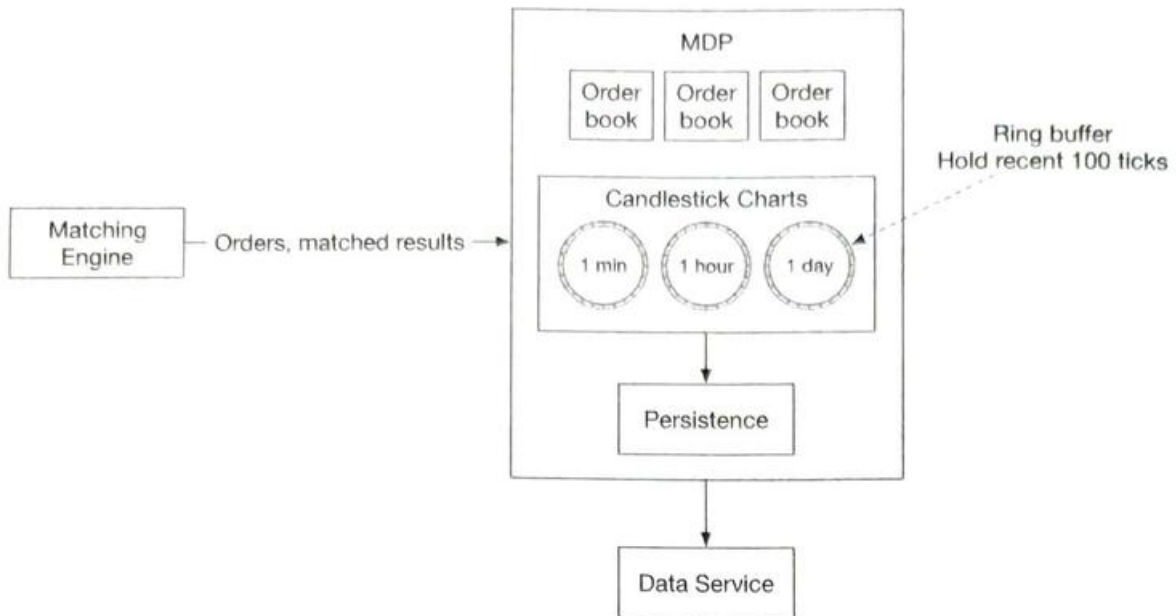 MDP
Order
book
Order
book
Order
book
Ring buffer
Hold recent 100 ticks
Candlestick Charts
1 min
1 hour
1 day
Matching
Engine
Orders, matched results
Persistence
Data Service